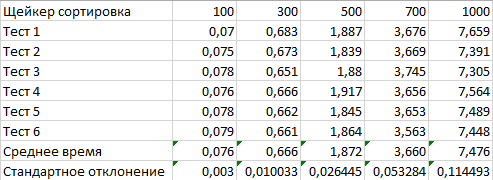 Щейкер сортировка 100 300 500 700 1000
Тест 1 0,07 0,683 1,887 3,676 7,659
Тест 2 0,075 0,673 1,839 3,669 7,391
Тест 3 0,078 0,651 1,88 3,745 7,305
Тест 4 0,076 0,666 1,917 3,656 7,564
Тест 5 0,078 0,662 1,845 3,653 7,489
Тест 6 0,079 0,661 1,864 3,563 7,448
Среднее время 0,076 0,666 1,872 3,660 7,476
Стандартное отклонение 0,003 0,010033 0,026445 0,053284 0,114493